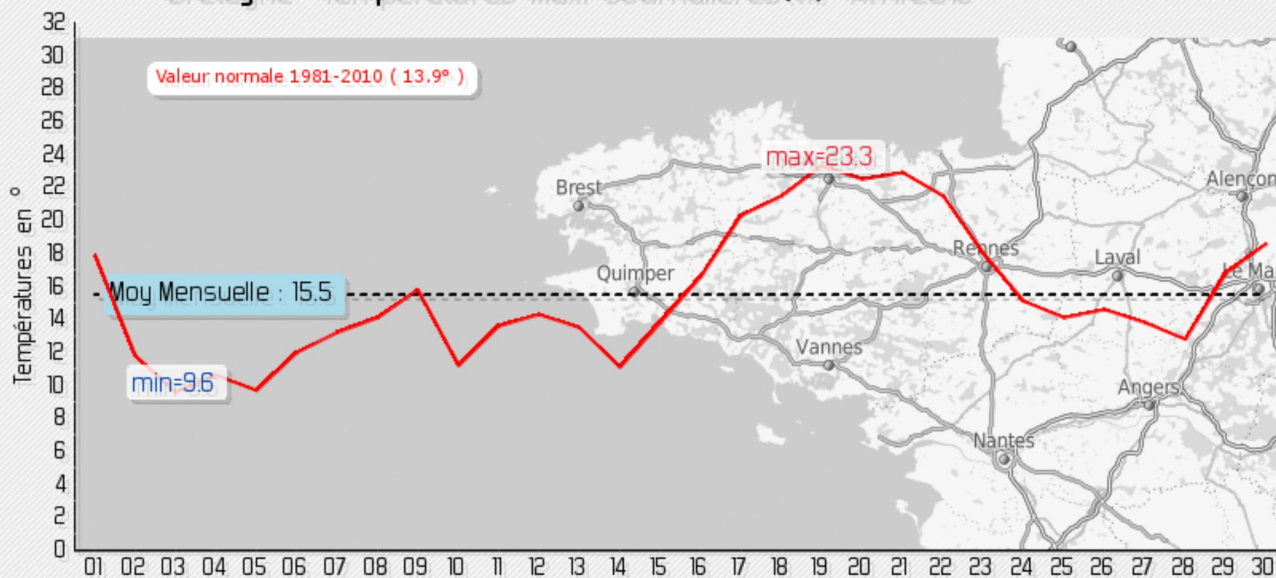 32
30
28
26
24
22
20
18
16
14
12
10
8
6
4
2
0
Températures en °
Valeur normale 1981-2010 ( 13.9° )
max=23.3
Brest
Alençon
Rennes
Laval
Quimper
Le Ma
Moy Mensuelle : 15.5
Vannes
min=9.6
Angers
Nantes
01 02 03 04 05 06 07 08 09 10 11 12 13 14 15 16 17 18 19 20 21 22 23 24 25 26 27 28 29 30